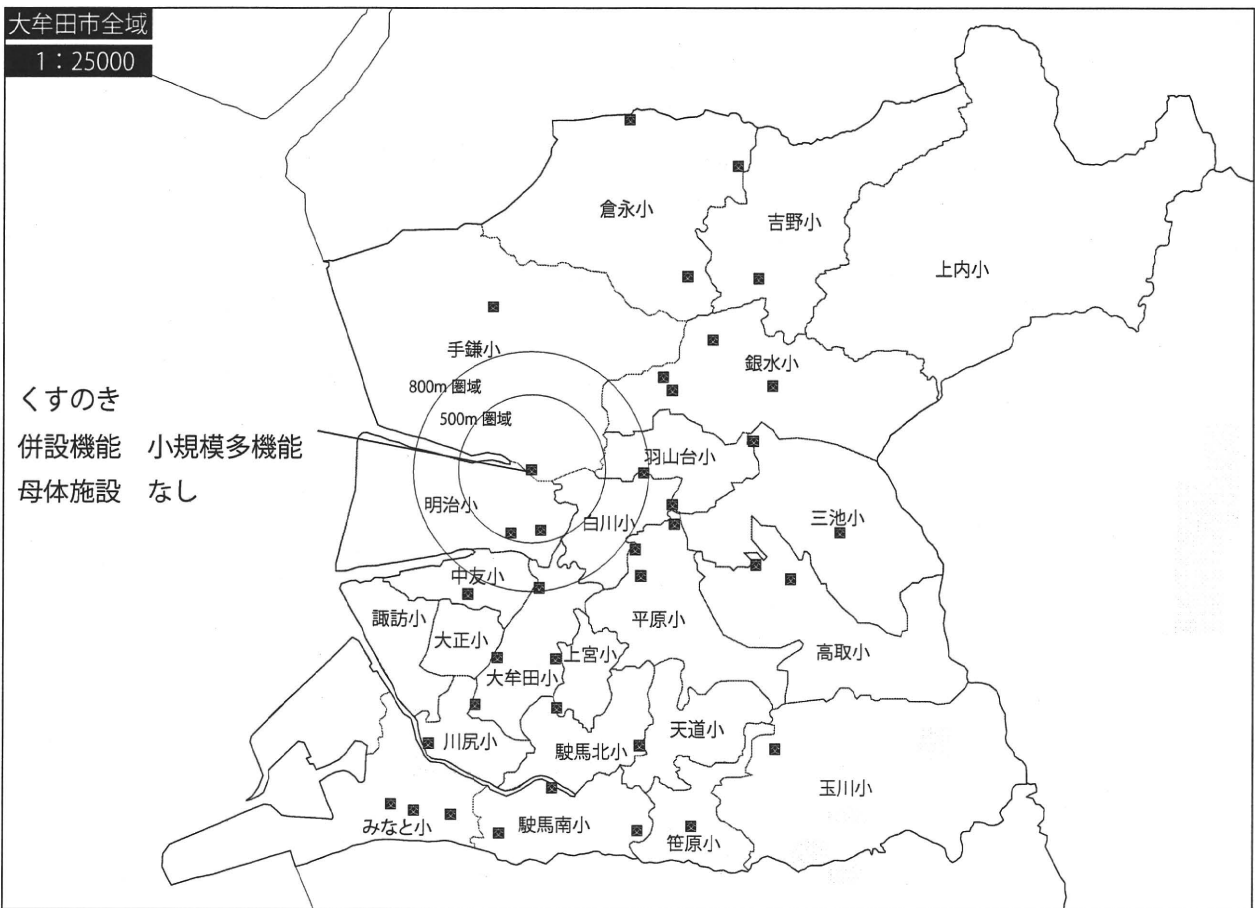 大牟田市全域
1：25000
倉永小
吉野小
上内小
手鎌小
銀水小
800m 圏域
500m 圏域
くすのき
併設機能　小規模多機能
母体施設　なし
羽山台小
明治小
白川小
三池小
中友小
諏訪小
大正小
平原小
上宮小
高取小
大牟田小
天道小
川尻小
駛馬北小
玉川小
みなと小
駛馬南小
笹原小